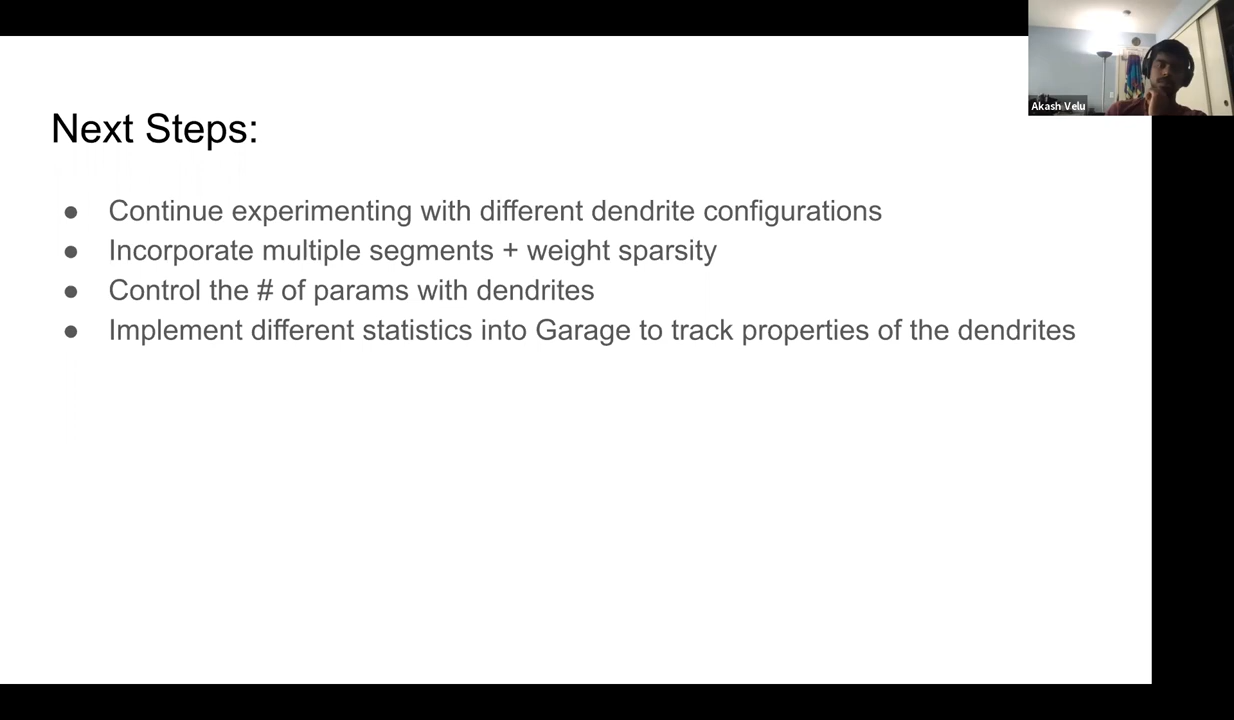 Akash Velu
Next Steps:
● Continue experimenting with different dendrite configurations
● Incorporate multiple segments + weight sparsity
● Control the # of params with dendrites
● Implement different statistics into Garage to track properties of the dendrites